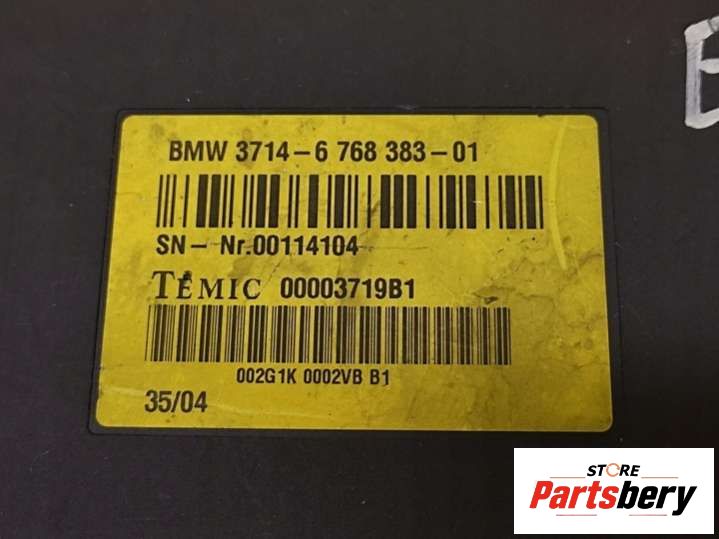 BMW 3714-6 768 383-01
SN- Nr.00114104
TEMIC 00003719B1
002G1K 0002VB B1
35/04
E
STORE
Partsbery